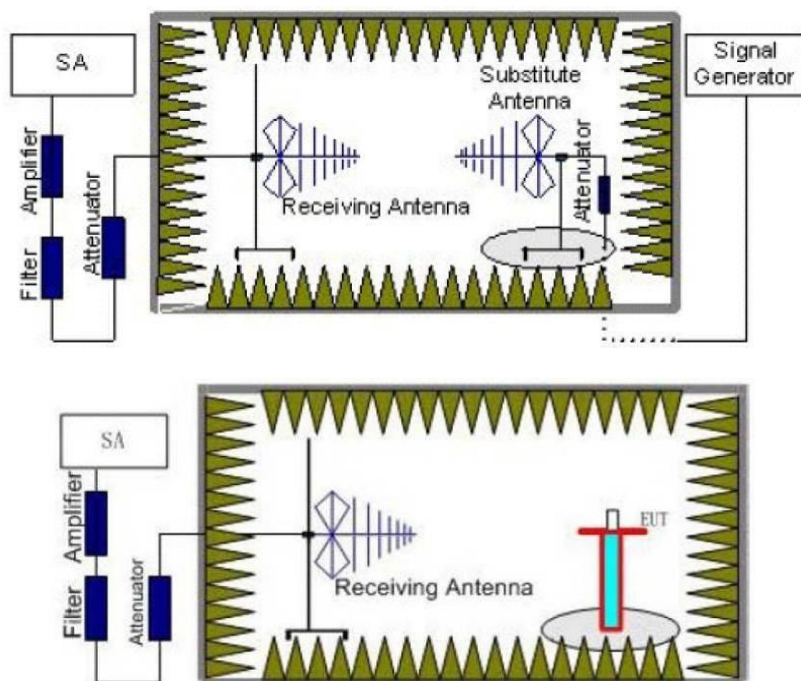 SA
Signal
Generator
Substitute
Antenna
Amplifier
Filter
Attenuator
Receiving Antenna
Attenuator
SA
Amplifier
Filter
Attenuator
Receiving Antenna
EUT